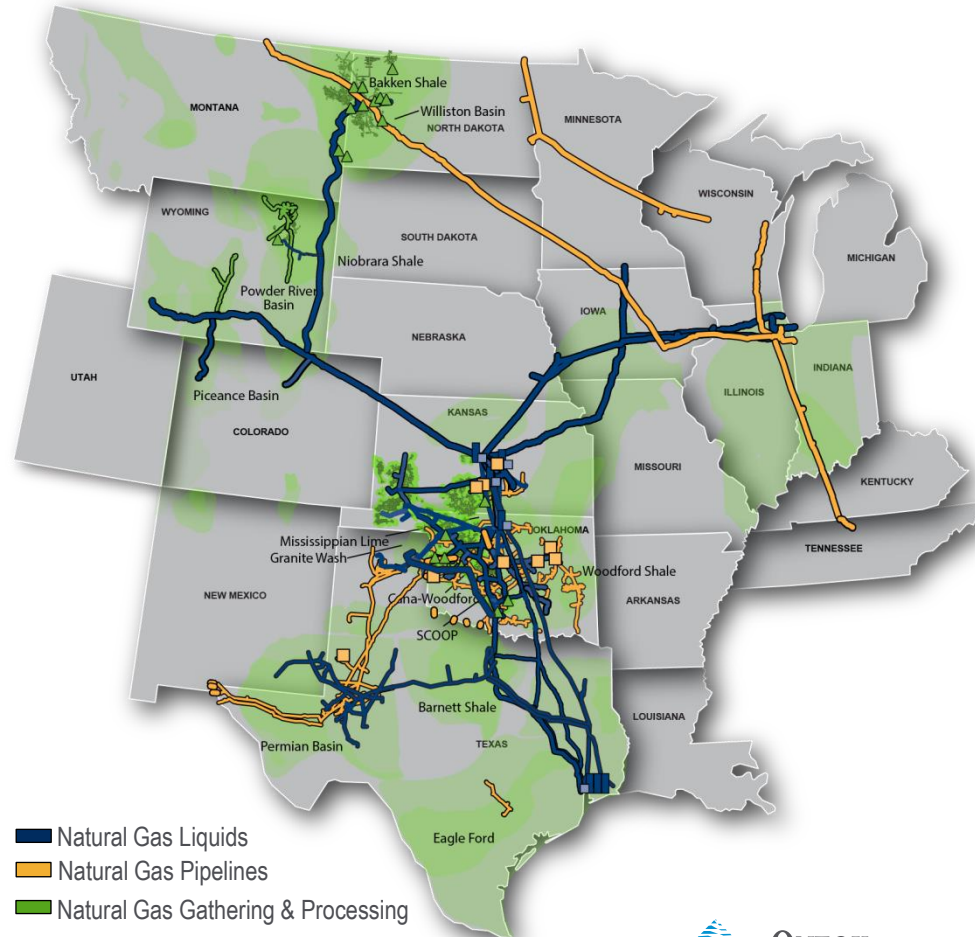 Bakken Shale
MONTANA
Williston Basin
NORTH DAKOTA
MINNESOTA
WISCONSIN
WYOMING
SOUTH DAKOTA
MICHIGAN
Niobrara Shale
Powder River
Basin
IOWA
NEBRASKA
INDIANA
UTAH
ILLINOIS
Piceance Basin
KANSAS
COLORADO
MISSOURI
KENTUCKY
OKLAHOMA
Mississippian Lime
TENNESSEE
Granite Wash
Woodford Shale
NEW MEXICO
Cana-Woodford
ARKANSAS
SCOOP
Barnett Shale
LOUISIANA
Permian Basin
TEXAS
Eagle Ford
Natural Gas Liquids
Natural Gas Pipelines
Natural Gas Gathering & Processing